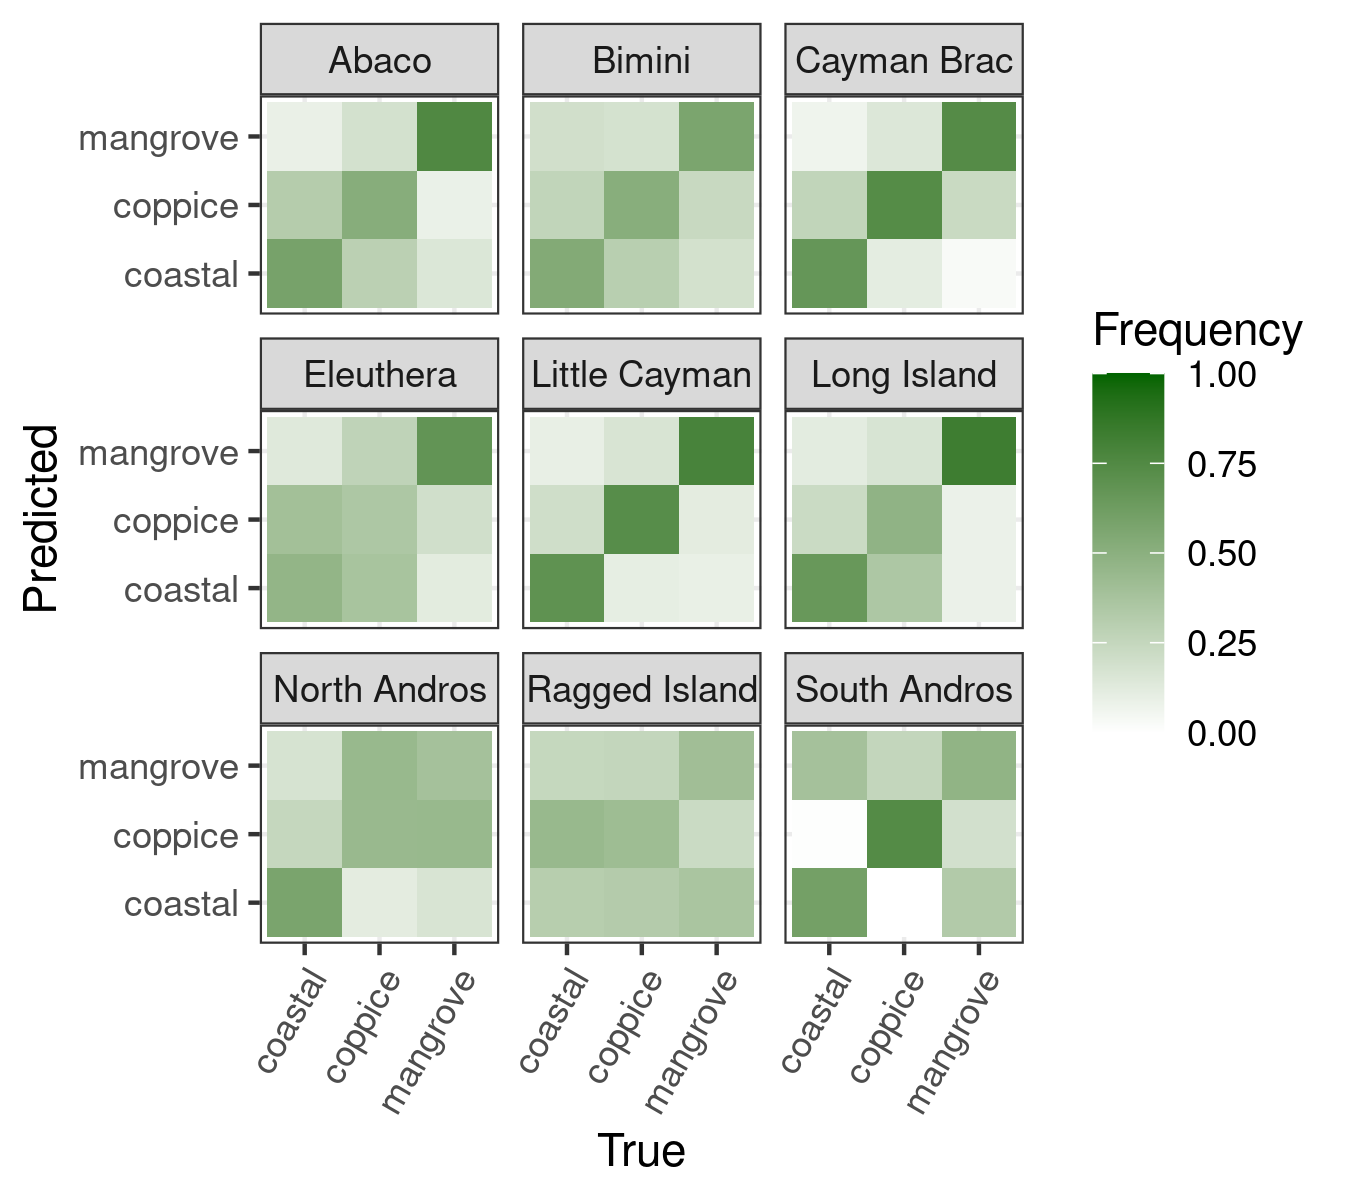 Abaco
Bimini
Cayman Brac
mangrove
coppice
coastal
Eleuthera
Little Cayman
Long Island
mangrove
coppice
coastal
North Andros
Ragged Island
South Andros
mangrove
coppice
coastal
coastal
coppice
mangrove
coastal
coppice
mangrove
coastal
coppice
mangrove
True
Predicted
Frequency
1.00
0.75
0.50
0.25
0.00